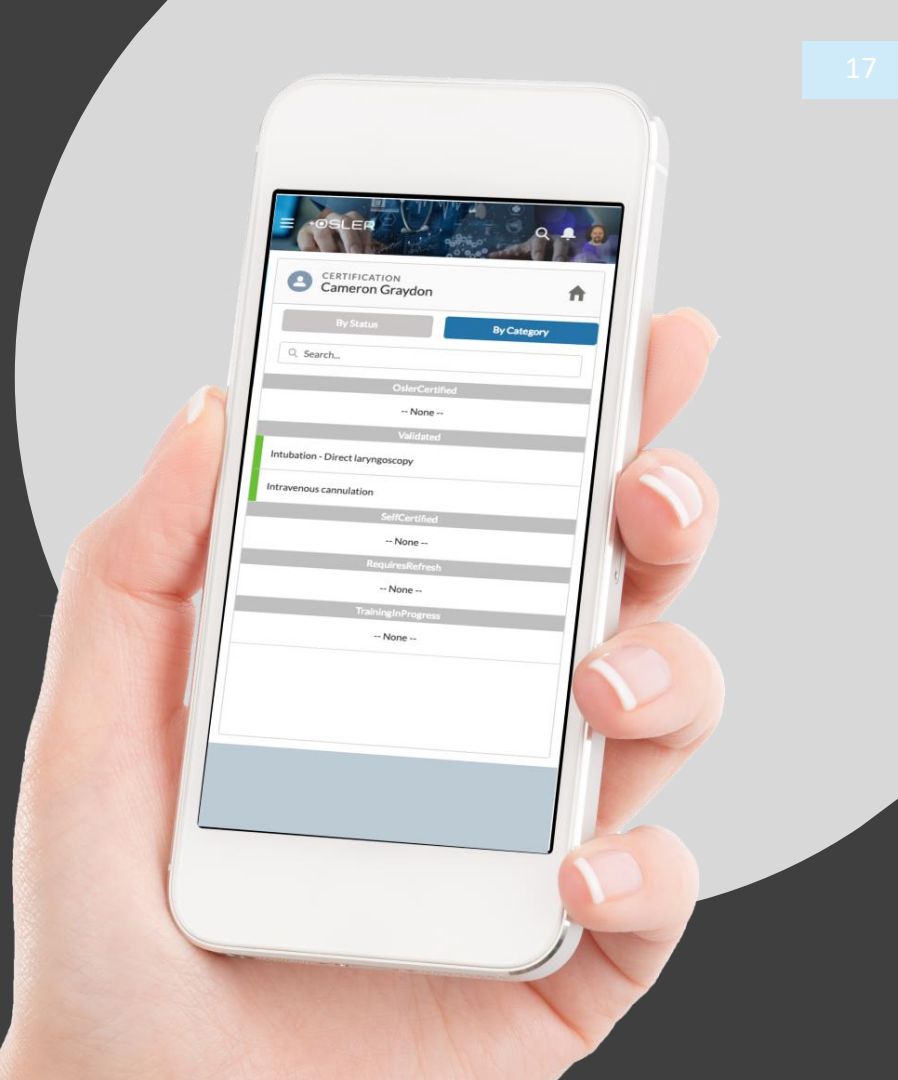 17
OSLER
CERTIFICATION
Cameron Graydon
By Status
By Category
Search...
OslerCertified
-- None --
Validated
Intubation - Direct laryngoscopy
Intravenous cannulation
SelfCertified
-- None --
RequiresRefresh
-- None --
TrainingInProgress
-- None --